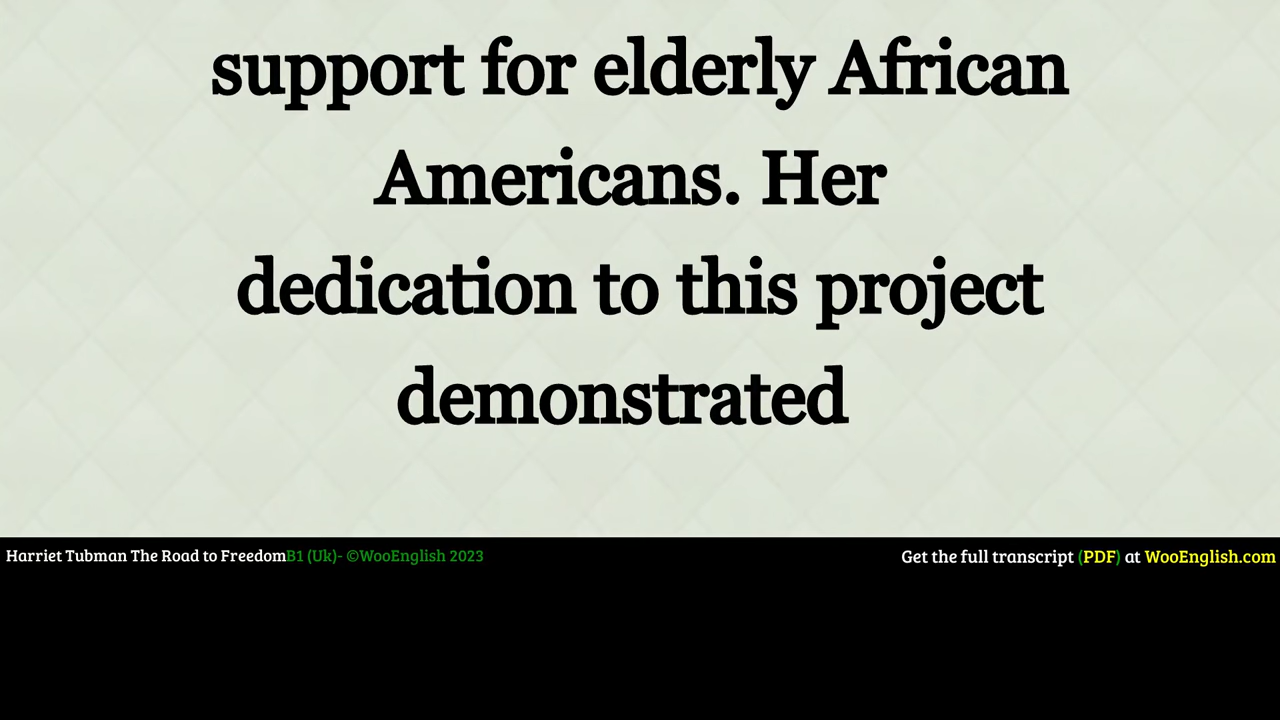 support for elderly African
Americans. Her
dedication to this project
demonstrated
Harriet Tubman The Road to FreedomB1 (Uk)- ©WooEnglish 2023
Get the full transcript (PDF) at WooEnglish.com